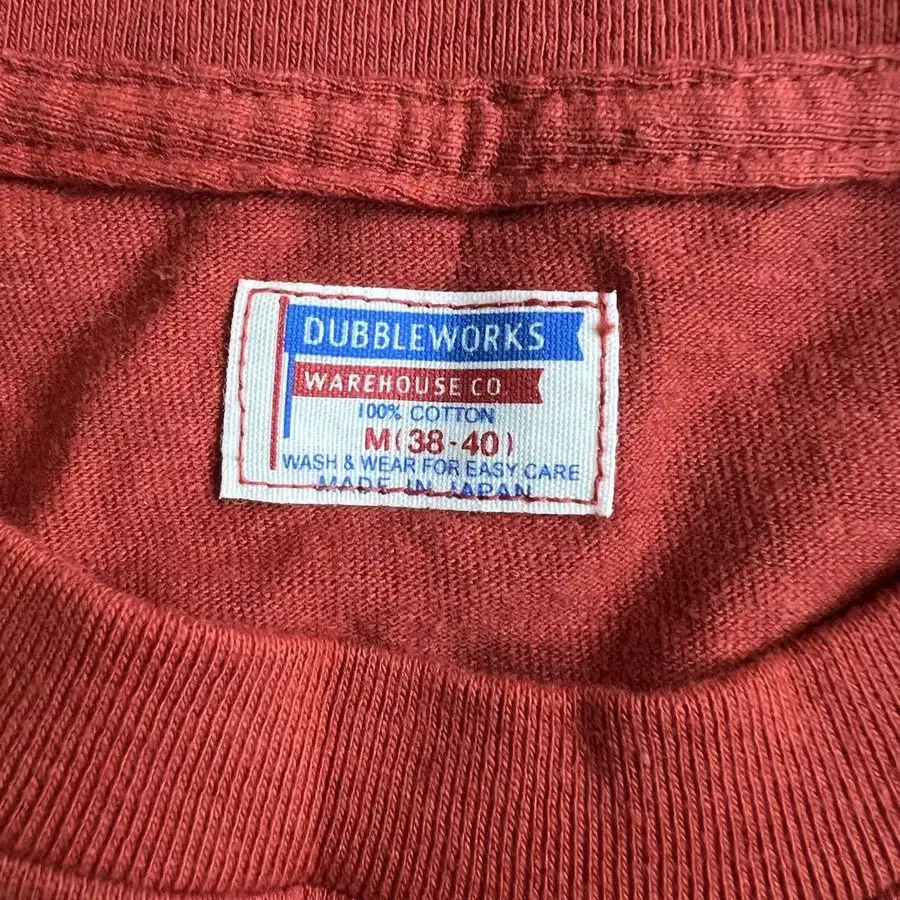 DUBBLEWORKS
WAREHOUSE CO
100% COTTON
M(38-40)
WASH & WEAR FOR EASY CARE
MADE IN JAPAN